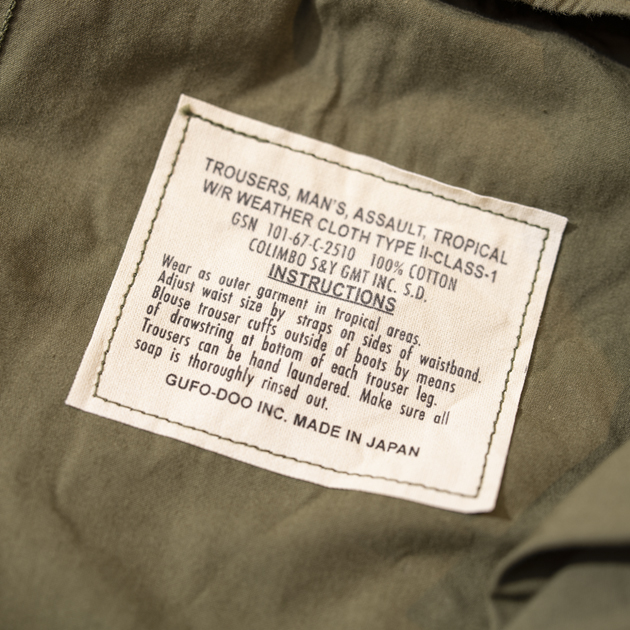 TROUSERS, MAN'S, ASSAULT, TROPICAL
W/R WEATHER CLOTH TYPE II-CLASS-1
GSN 101-67-C-2510 100% COTTON
COLIMBO S&Y GMT INC. S.D.
INSTRUCTIONS
Wear as outer garment in tropical areas.
Adjust waist size by straps on sides of waistband.
Blouse trouser cuffs outside of boots by means
of drawstring at bottom of each trouser leg.
Trousers can be hand laundered. Make sure all
soap is thoroughly rinsed out.
GUFO-DOO INC. MADE IN JAPAN